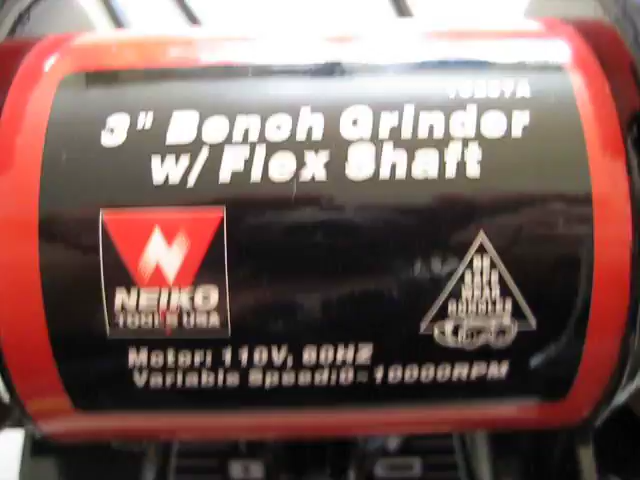 3" Bench Grinder
w/ Flex Shaft
NEIKO
TOOLS USA
Motor: 110V, 60HZ
Variable Speed:0-10000RPM